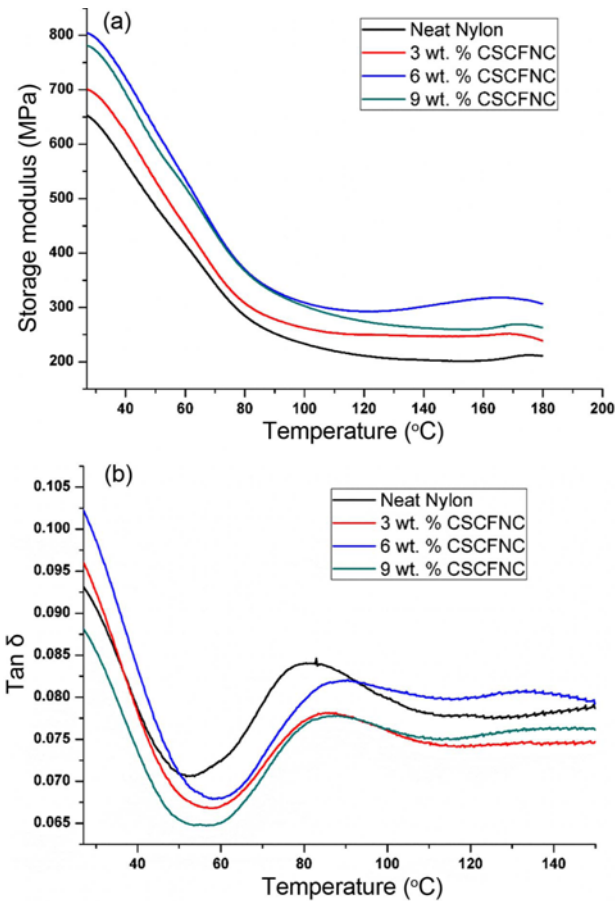 (a)
Neat Nylon
3 wt. % CSCFNC
6 wt. % CSCFNC
9 wt. % CSCFNC
Storage modulus (MPa)
800
700
600
500
400
300
200
40 60 80 100 120 140 160 180 200
Temperature (°C)
(b)
Neat Nylon
3 wt. % CSCFNC
6 wt. % CSCFNC
9 wt. % CSCFNC
Tan δ
0.105
0.100
0.095
0.090
0.085
0.080
0.075
0.070
0.065
40 60 80 100 120 140
Temperature (°C)